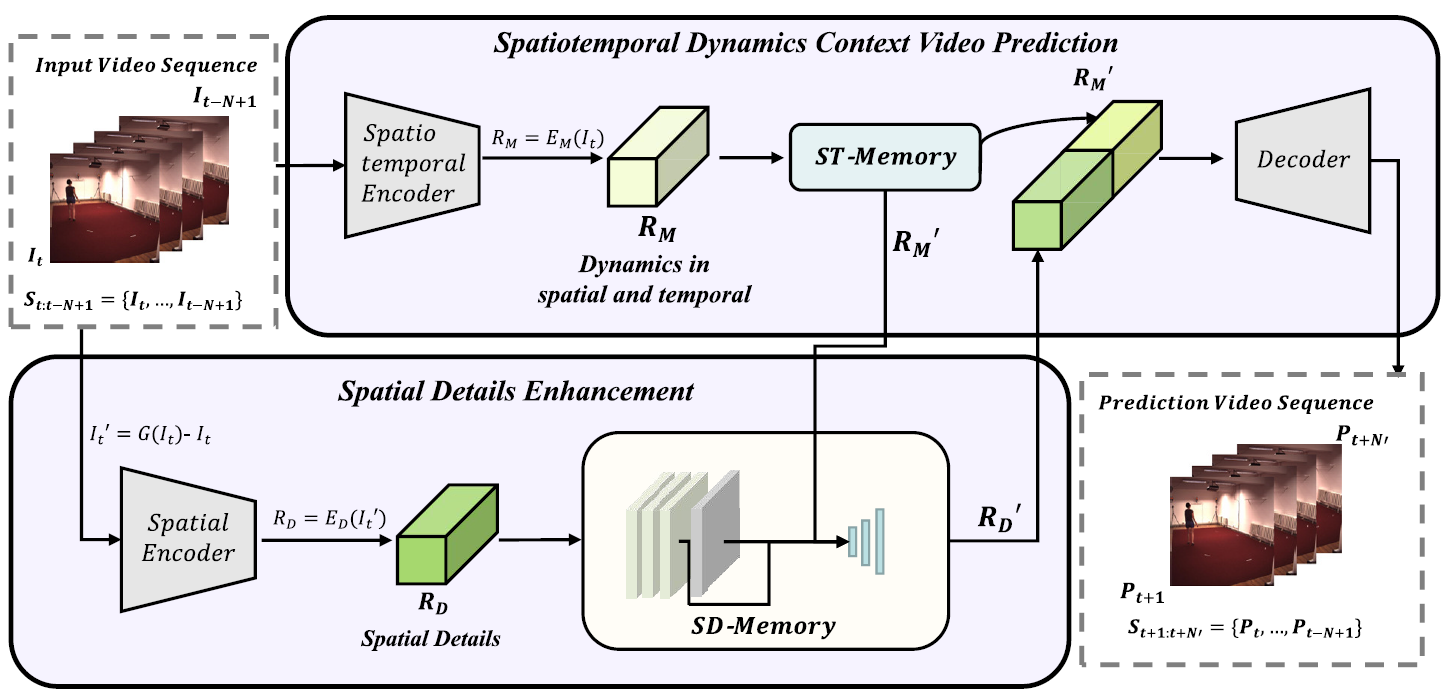 Spatiotemporal Dynamics Context Video Prediction
Input Video Sequence
I_{t−N+1}
I_t
S_{t:t−N+1} = {I_t, …, I_{t−N+1}}
Spatio
temporal
Encoder
R_M = E_M(I_t)
R_M
Dynamics in
spatial and temporal
ST-Memory
R_M′
R_M′
Decoder
Spatial Details Enhancement
I_t′ = G(I_t)- I_t
Spatial
Encoder
R_D = E_D(I_t′)
R_D
Spatial Details
SD-Memory
R_D′
Prediction Video Sequence
P_{t+N′}
P_{t+1}
S_{t+1:t+N′} = {P_t, …, P_{t−N+1}}